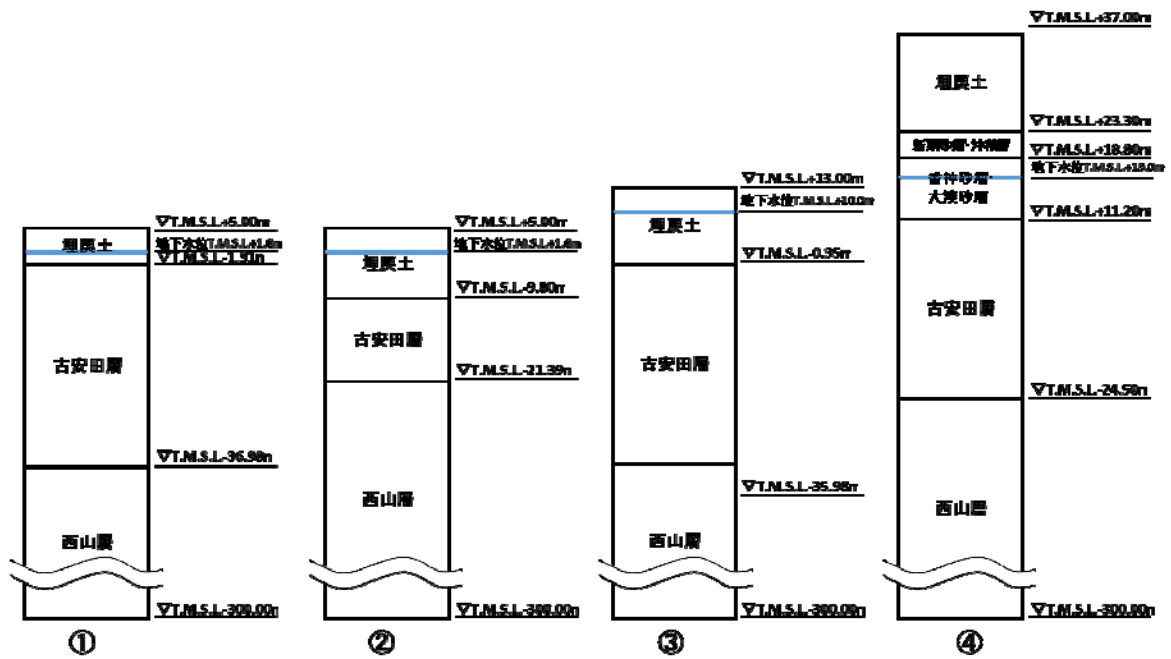 ▽T.M.S.L.+5.00m
埋戻土
地下水位T.M.S.L.+1.6m
▽T.M.S.L.-1.91m
古安田層
▽T.M.S.L.-36.98m
西山層
▽T.M.S.L.-300.00m
①
▽T.M.S.L.+5.00m
地下水位T.M.S.L.+1.6m
埋戻土
▽T.M.S.L.-9.80m
古安田層
▽T.M.S.L.-21.39m
西山層
▽T.M.S.L.-300.00m
②
▽T.M.S.L.+13.00m
地下水位T.M.S.L.+10.0m
埋戻土
▽T.M.S.L.-0.95m
古安田層
▽T.M.S.L.-35.98m
西山層
▽T.M.S.L.-300.00m
③
▽T.M.S.L.+37.00m
埋戻土
▽T.M.S.L.+23.30m
新期砂層・沖積層
▽T.M.S.L.+18.80m
地下水位T.M.S.L.
番神砂層・
大湊砂層
▽T.M.S.L.+11.20m
古安田層
▽T.M.S.L.-24.50m
西山層
▽T.M.S.L.-300.00m
④